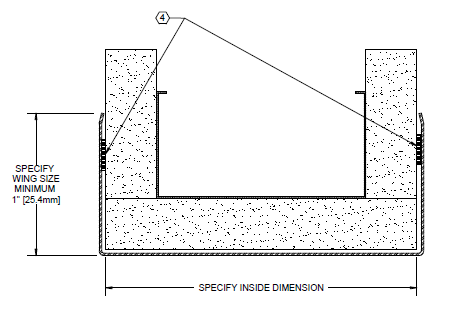 4
SPECIFY
WING SIZE
MINIMUM
1" [25.4mm]
SPECIFY INSIDE DIMENSION